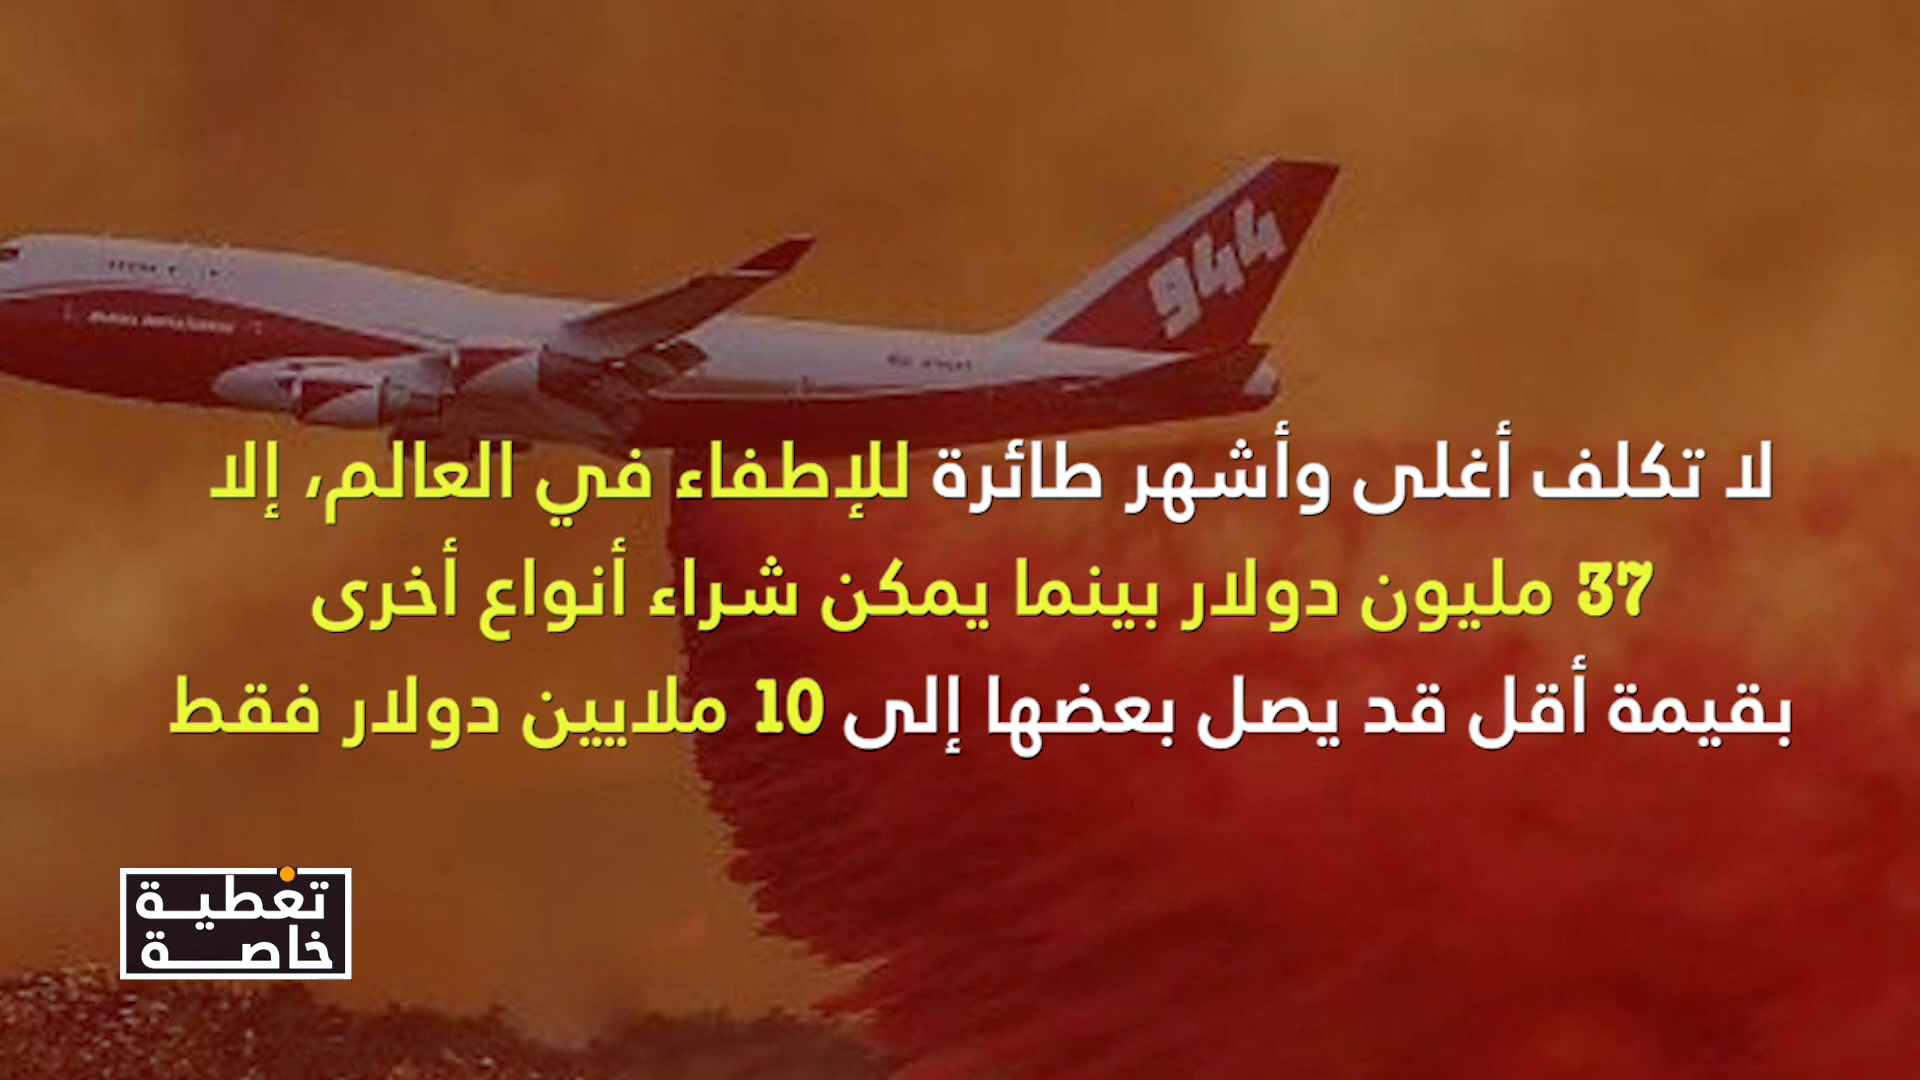 944
لا تكلف أغلى وأشهر طائرة للإطفاء في العالم، إلا
37 مليون دولار بينما يمكن شراء أنواع أخرى
بقيمة أقل قد يصل بعضها إلى 10 ملايين دولار فقط
تغطية
خاصة